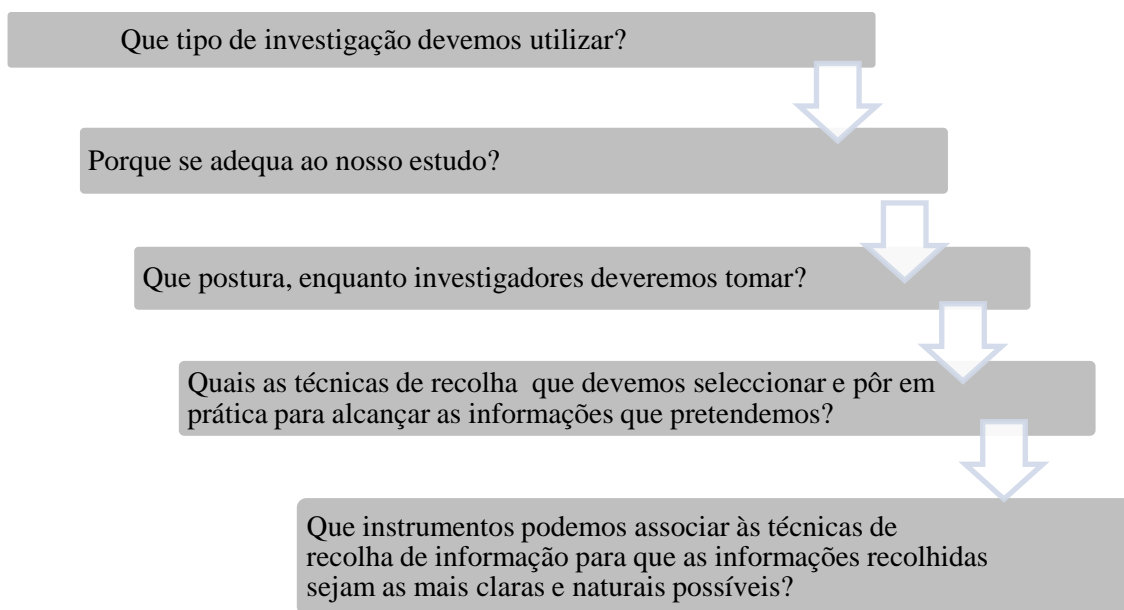 Que tipo de investigação devemos utilizar?
Porque se adequa ao nosso estudo?
Que postura, enquanto investigadores deveremos tomar?
Quais as técnicas de recolha que devemos seleccionar e pôr em
prática para alcançar as informações que pretendemos?
Que instrumentos podemos associar às técnicas de
recolha de informação para que as informações recolhidas
sejam as mais claras e naturais possíveis?